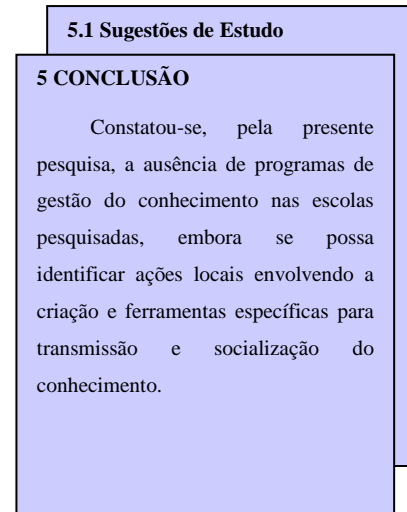 5.1 Sugestões de Estudo
5 CONCLUSÃO
Constatou-se, pela presente
pesquisa, a ausência de programas de
gestão do conhecimento nas escolas
pesquisadas, embora se possa
identificar ações locais envolvendo a
criação e ferramentas específicas para
transmissão e socialização do
conhecimento.